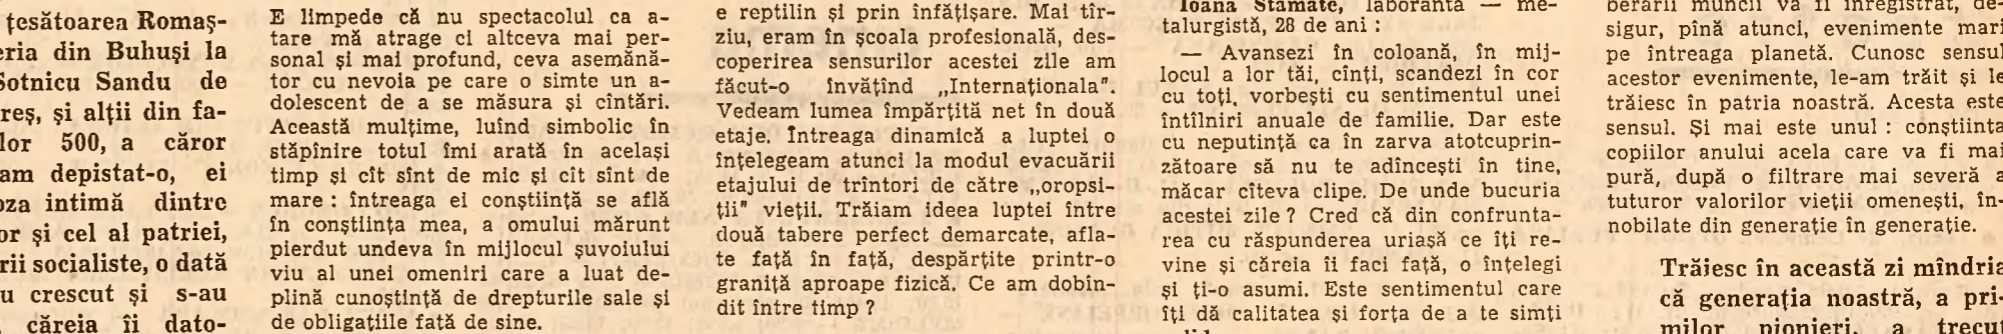 țesătoarea Romaș-
eria din Buhuși la
Sotnicu Sandu de
reș, și alții din fa-
lor 500, a căror
am depistat-o, ei
oza intimă dintre
or și cel al patriei,
rii socialiste, o dată
u crescut și s-au
căreia îi dato-
E limpede că nu spectacolul ca a-
tare mă atrage ci altceva mai per-
sonal și mai profund, ceva asemănă-
tor cu nevoia pe care o simte un a-
dolescent de a se măsura și cîntări.
Această mulțime, luînd simbolic în
stăpînire totul îmi arată în același
timp și cît sînt de mic și cît sînt de
mare : întreaga ei conștiință se află
în conștiința mea, a omului mărunt
pierdut undeva în mijlocul șuvoiului
viu al unei omeniri care a luat de-
plină cunoștință de drepturile sale și
de obligațiile față de sine.
e reptilin și prin înfățișare. Mai tîr-
ziu, eram în școala profesională, des-
coperirea sensurilor acestei zile am
făcut-o învățînd „Internaționala".
Vedeam lumea împărțită net în două
etaje. Întreaga dinamică a luptei o
înțelegeam atunci la modul evacuării
etajului de trîntori de către „oropsi-
ții" vieții. Trăiam ideea luptei între
două tabere perfect demarcate, afla-
te față în față, despărțite printr-o
graniță aproape fizică. Ce am dobîn-
dit între timp ?
Ioana Stamate, laborantă — me-
talurgistă, 28 de ani :
— Avansezi în coloană, în mij-
locul a lor tăi, cînți, scandezi în cor
cu toți, vorbești cu sentimentul unei
întîlniri anuale de familie. Dar este
cu neputință ca în zarva atotcuprin-
zătoare să nu te adîncești în tine,
măcar cîteva clipe. De unde bucuria
acestei zile ? Cred că din confrunta-
rea cu răspunderea uriașă ce îți re-
vine și căreia îi faci față, o înțelegi
și ți-o asumi. Este sentimentul care
îți dă calitatea și forța de a te simți
berării muncii va fi înregistrat, de-
sigur, pînă atunci, evenimente mari
pe întreaga planetă. Cunosc sensul
acestor evenimente, le-am trăit și le
trăiesc în patria noastră. Acesta este
sensul. Și mai este unul : conștiința
copiilor anului acela care va fi mai
pură, după o filtrare mai severă a
tuturor valorilor vieții omenești, în-
nobilate din generație în generație.
Trăiesc în această zi mîndria
că generația noastră, a pri-
milor pionieri, a trecut